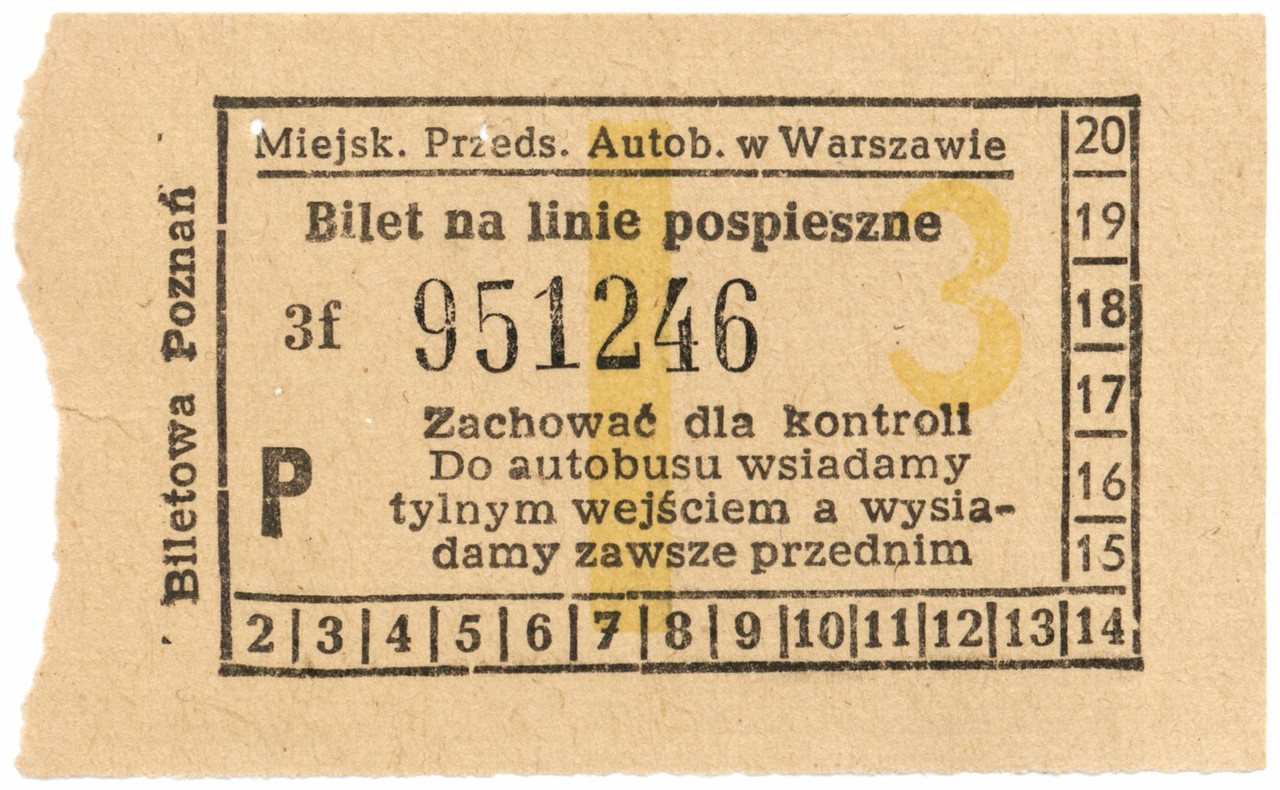 Miejsk. Przeds. Autob. w Warszawie
Bilet na linie pospieszne
3f 951246
3
P
Zachować dla kontroli
Do autobusu wsiadamy
tylnym wejściem a wysia-
damy zawsze przednim
20
19
18
17
16
15
2 | 3 | 4 | 5 | 6 | 7 | 8 | 9 | 10 | 11 | 12 | 13 | 14
Biletowa Poznań